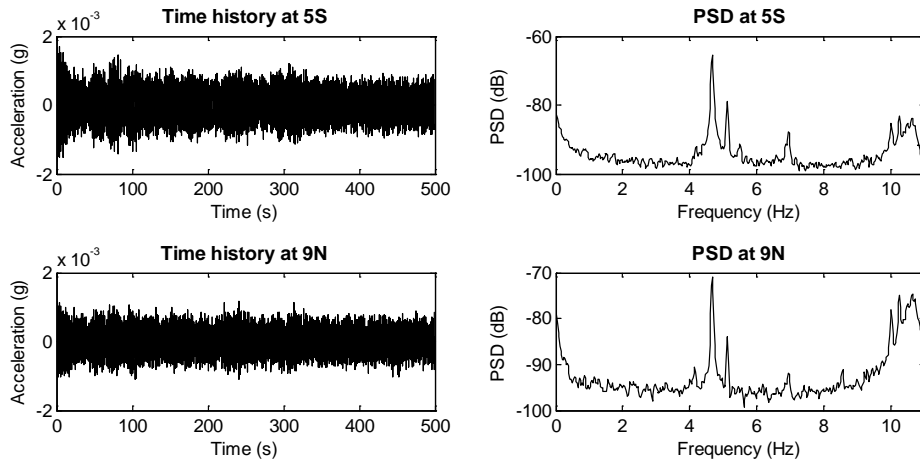 Time history at 5S
x 10-3
Acceleration (g)
2
0
-2
0 100 200 300 400 500
Time (s)
PSD at 5S
PSD (dB)
-60
-80
-100
0 2 4 6 8 10
Frequency (Hz)
Time history at 9N
x 10-3
Acceleration (g)
2
0
-2
0 100 200 300 400 500
Time (s)
PSD at 9N
PSD (dB)
-70
-80
-90
-100
0 2 4 6 8 10
Frequency (Hz)